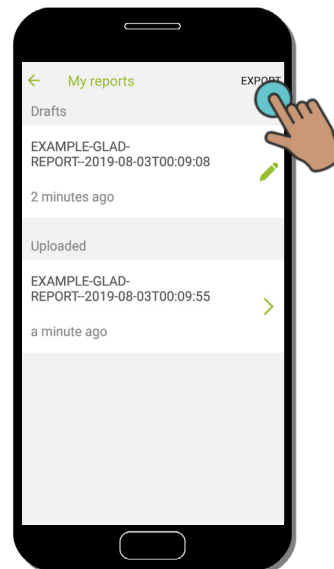 My reports EXPORT
Drafts
EXAMPLE-GLAD-
REPORT--2019-08-03T00:09:08
2 minutes ago
Uploaded
EXAMPLE-GLAD-
REPORT--2019-08-03T00:09:55
a minute ago